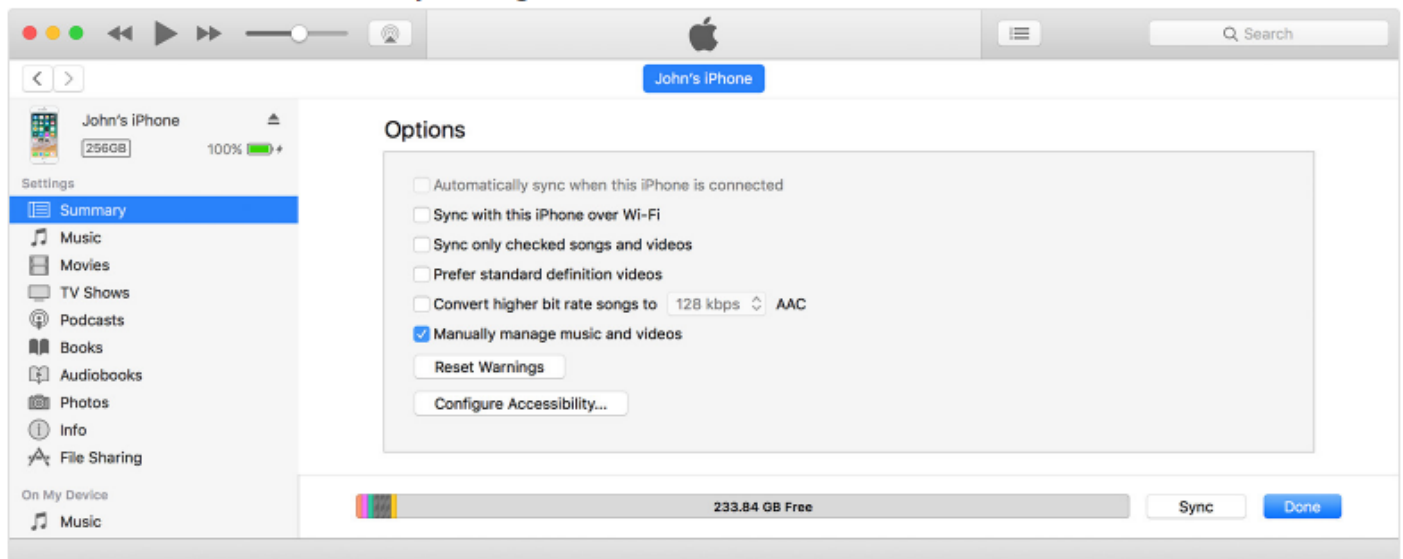 Search
John's iPhone
John's iPhone
256GB 100%
Settings
Summary
Music
Movies
TV Shows
Podcasts
Books
Audiobooks
Photos
Info
File Sharing
On My Device
Music
Options
Automatically sync when this iPhone is connected
Sync with this iPhone over Wi-Fi
Sync only checked songs and videos
Prefer standard definition videos
Convert higher bit rate songs to 128 kbps AAC
Manually manage music and videos
Reset Warnings
Configure Accessibility...
233.84 GB Free
Sync Done